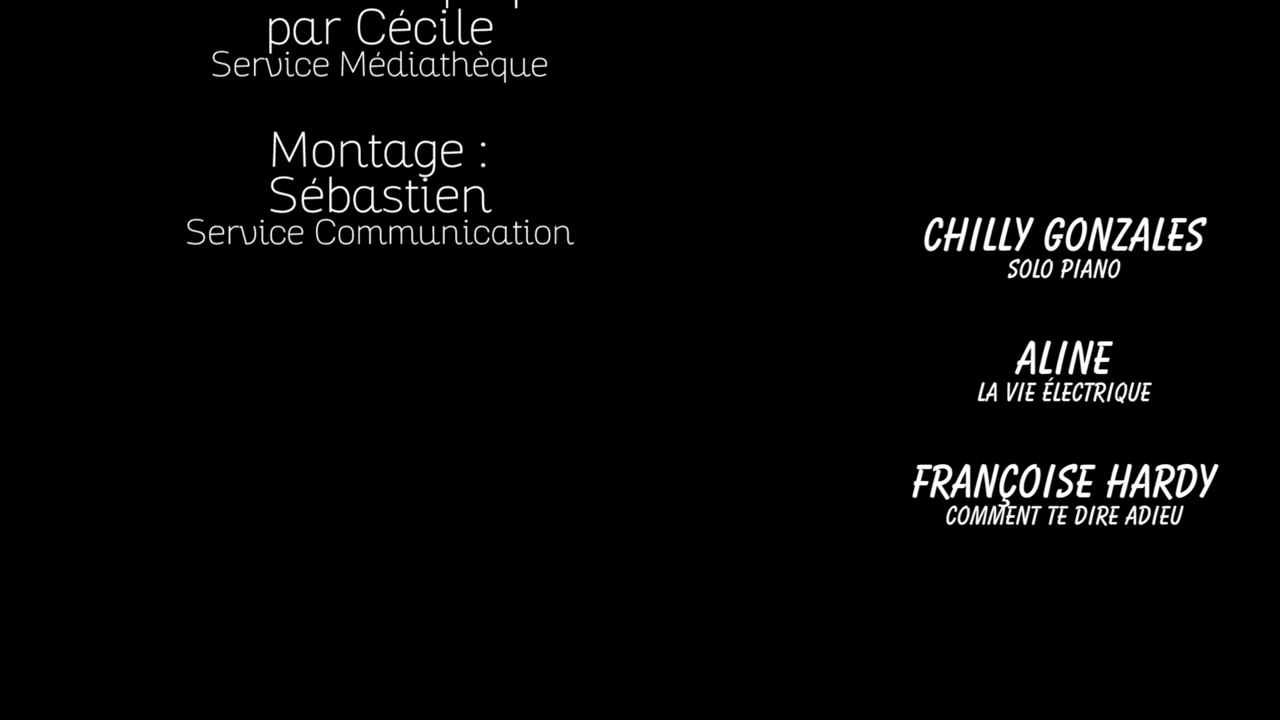 par Cécile
Service Médiathèque
Montage :
Sébastien
Service Communication
CHILLY GONZALES
SOLO PIANO
ALINE
LA VIE ÉLECTRIQUE
FRANÇOISE HARDY
COMMENT TE DIRE ADIEU